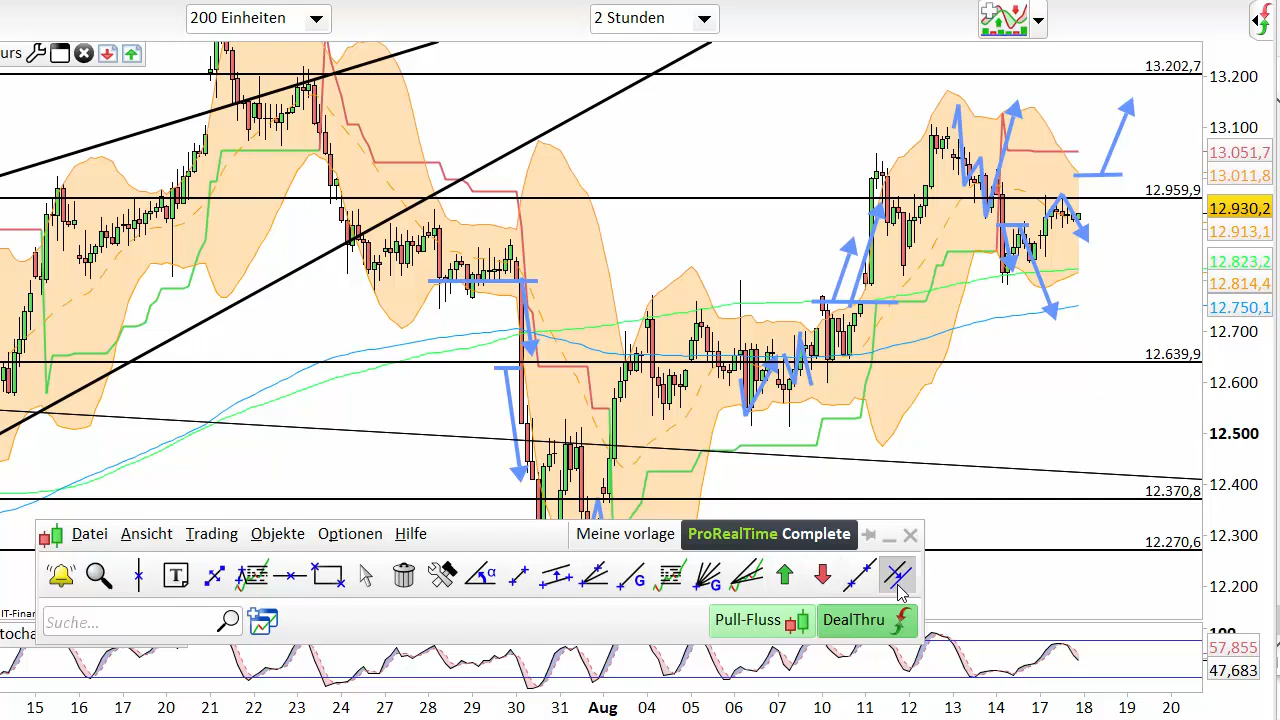 200 Einheiten
2 Stunden
urs
13.202,7
13.200
13.100
13.051,7
13.011,8
12.959,9
12.930,2
12.913,1
12.823,2
12.814,4
12.750,1
12.700
12.639,9
12.600
12.500
12.400
12.370,8
12.300
12.270,6
12.200
Datei Ansicht Trading Objekte Optionen Hilfe Meine vorlage ProRealTime Complete
T α G G
Suche... Pull-Fluss DealThru
IT-Finan
Stocha
100
57,855
47,683
15 16 17 20 21 22 23 24 27 28 29 30 31 Aug 04 05 06 07 10 11 12 13 14 17 18 19 20